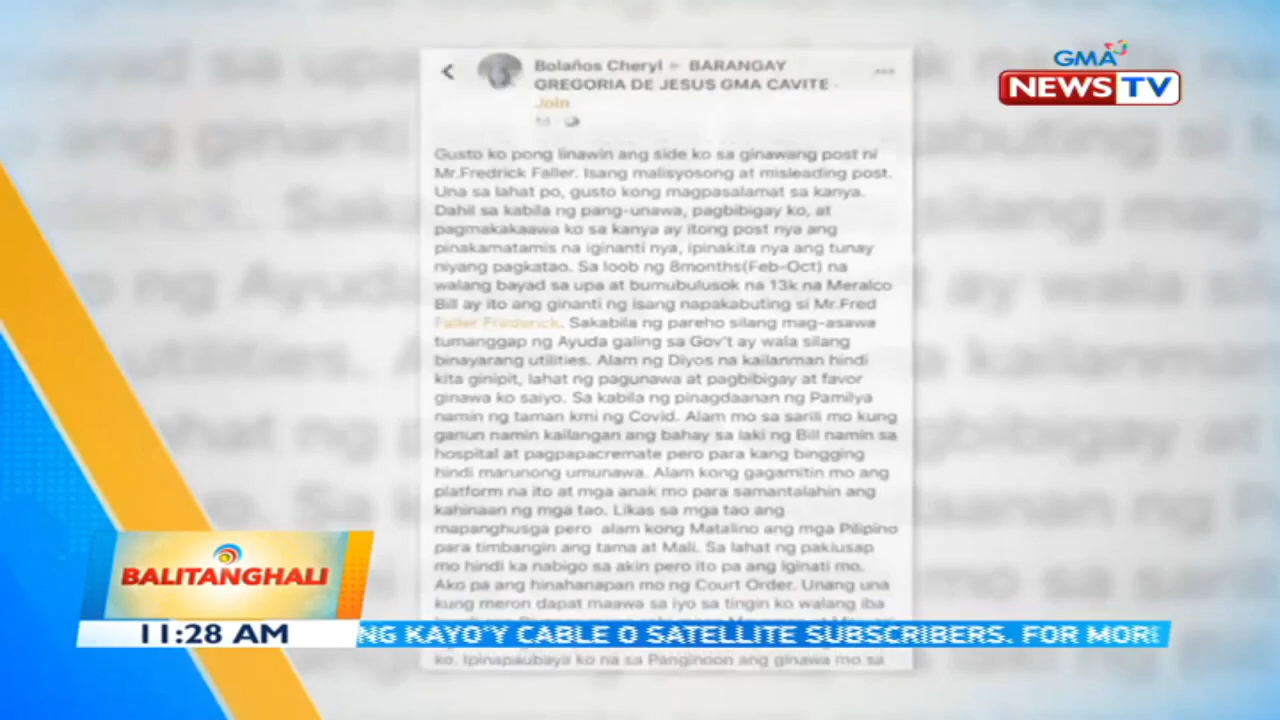 Bolaños Cheryl ► BARANGAY
GREGORIA DE JESUS GMA CAVITE ·
Join
GMA
NEWS TV
Gusto ko pong linawin ang side ko sa ginawang post ni
Mr.Fredrick Faller. Isang malisyosong at misleading post.
Una sa lahat po, gusto kong magpasalamat sa kanya.
Dahil sa kabila ng pang-unawa, pagbibigay ko, at
pagmakakaawa ko sa kanya ay itong post nya ang
pinakamatamis na iginanti nya, ipinakita nya ang tunay
niyang pagkatao. Sa loob ng 8months(Feb-Oct) na
walang bayad sa upa at bumubulusok na 13k na Meralco
Bill ay ito ang ginanti ng isang napakabuting si Mr.Fred
Faller Frederick. Sakabila ng pareho silang mag-asawa
tumanggap ng Ayuda galing sa Gov't ay wala silang
binayarang utilities. Alam ng Diyos na kailanman hindi
kita ginipit, lahat ng pagunawa at pagbibigay at favor
ginawa ko saiyo. Sa kabila ng pinagdaanan ng Pamilya
namin ng taman kmi ng Covid. Alam mo sa sarili mo kung
ganun namin kailangan ang bahay sa laki ng Bill namin sa
hospital at pagpapacremate pero para kang bingging
hindi marunong umunawa. Alam kong gagamitin mo ang
platform na ito at mga anak mo para samantalahin ang
kahinaan ng mga tao. Likas sa mga tao ang
mapanghusga pero alam kong Matalino ang mga Pilipino
para timbangin ang tama at Mali. Sa lahat ng pakiusap
mo hindi ka nabigo sa akin pero ito pa ang iginati mo.
Ako pa ang hinahanapan mo ng Court Order. Unang una
kung meron dapat maawa sa iyo sa tingin ko walang iba
ko. Ipinapaubaya ko na sa Panginoon ang ginawa mo sa
BALITANGHALI
11:28 AM
NG KAYO'Y CABLE O SATELLITE SUBSCRIBERS. FOR MORE